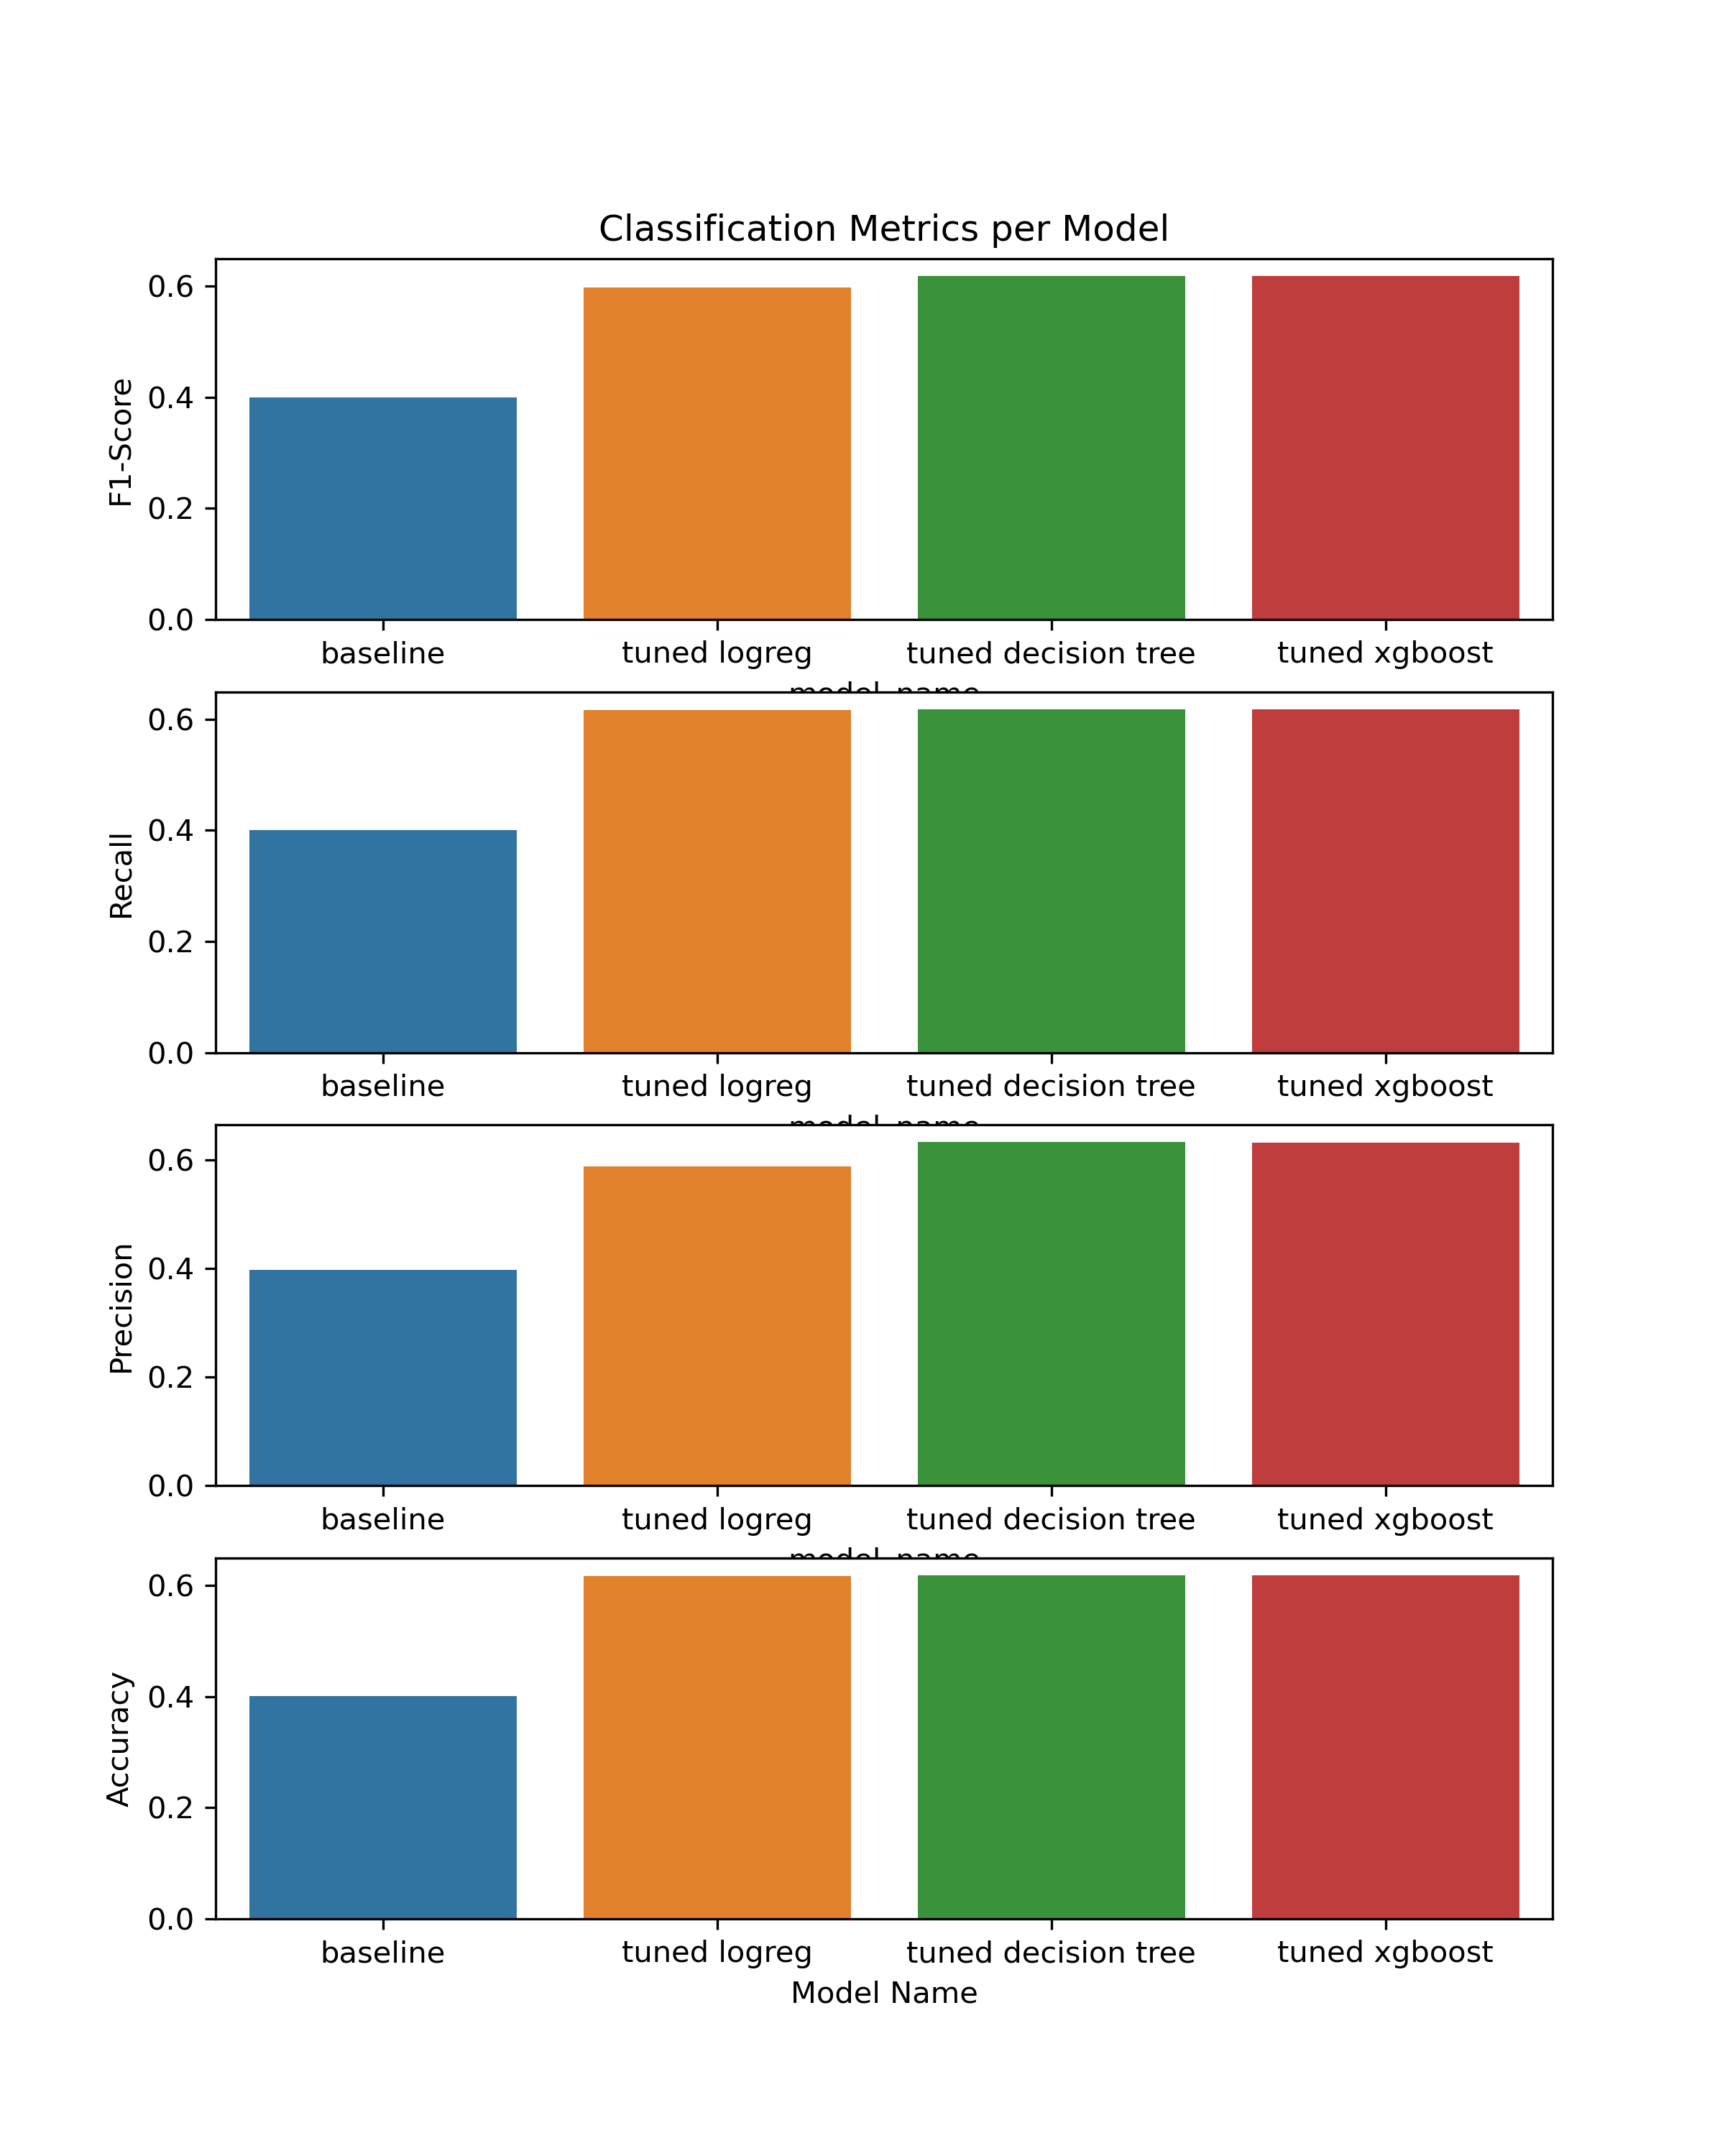 Classification Metrics per Model
F1-Score
0.6
0.4
0.2
0.0
baseline tuned logreg tuned decision tree tuned xgboost
Recall
0.6
0.4
0.2
0.0
baseline tuned logreg tuned decision tree tuned xgboost
Precision
0.6
0.4
0.2
0.0
baseline tuned logreg tuned decision tree tuned xgboost
Accuracy
0.6
0.4
0.2
0.0
baseline tuned logreg tuned decision tree tuned xgboost
Model Name